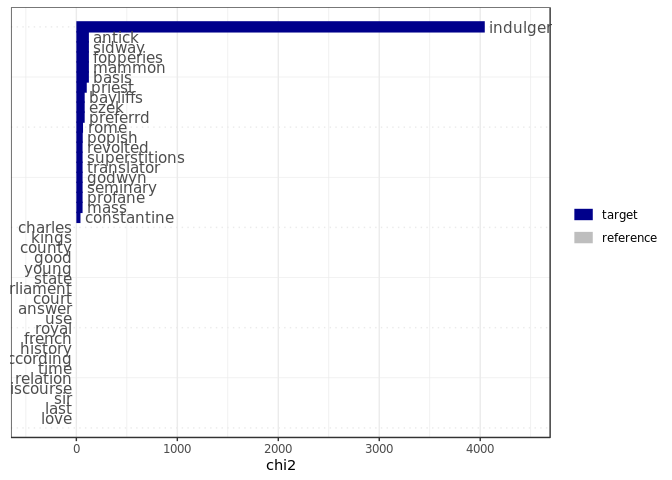 indulger
antick
sidway
fopperies
mammon
basis
priest
bayliffs
ezek
preferrd
rome
popish
revolted
superstitions
translator
godwyn
seminary
profane
mass
constantine
charles
kings
county
good
young
state
rliament
court
answer
use
royal
french
history
ccording
time
relation
iscourse
sir
last
love
target
reference
0 1000 2000 3000 4000
chi2